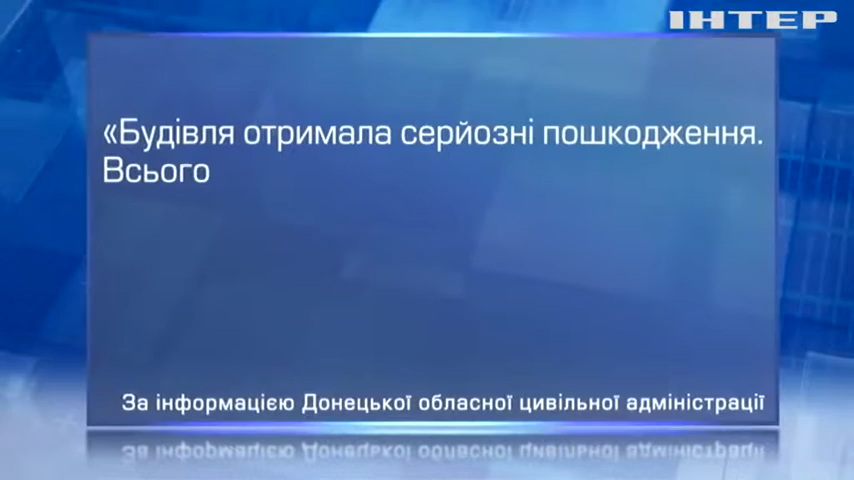 ІНТЕР
«Будівля отримала серйозні пошкодження.
Всього
За інформацією Донецької обласної цивільної адміністрації